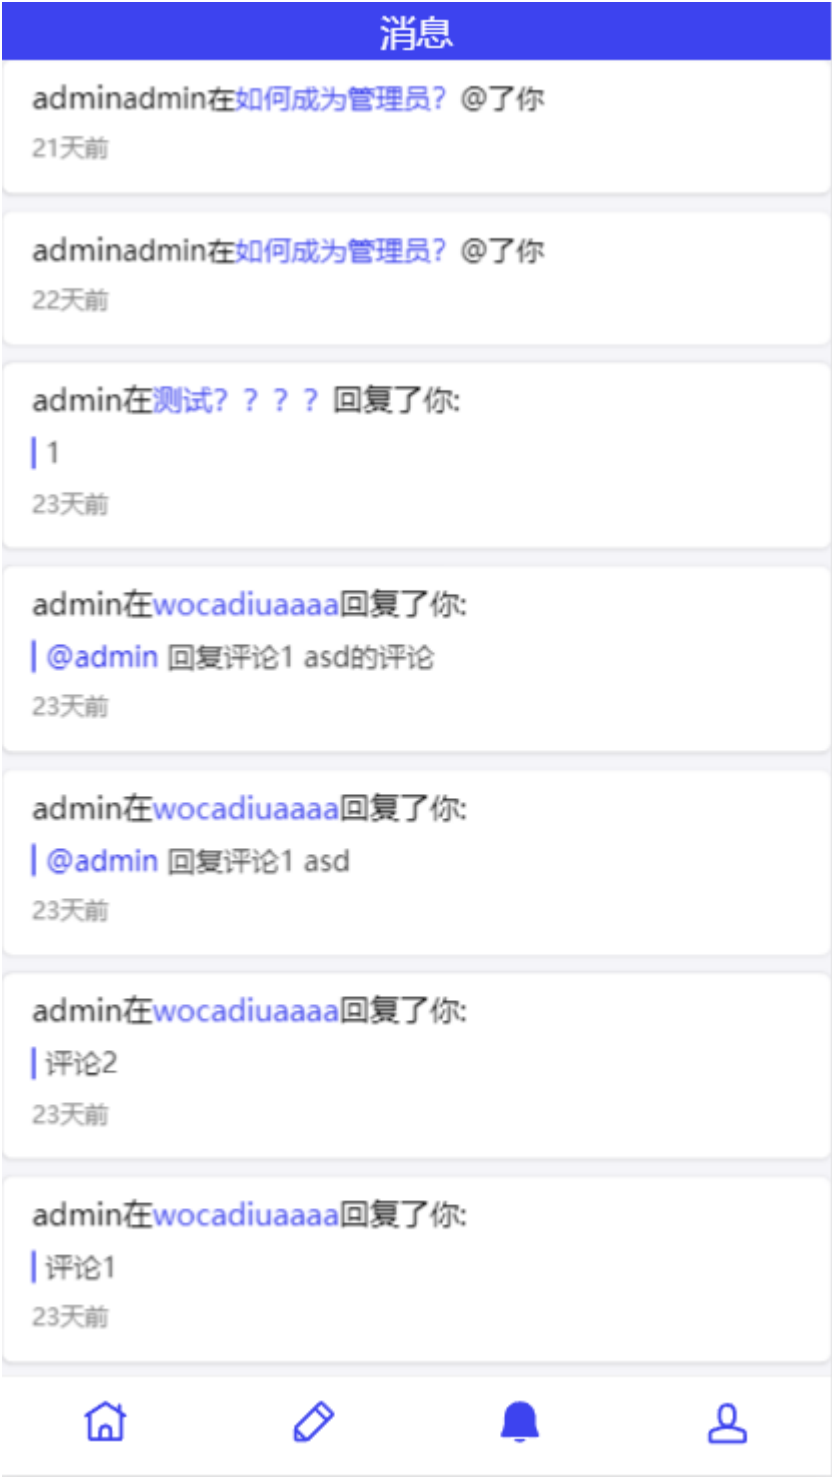 消息
adminadmin在如何成为管理员？@了你
21天前
adminadmin在如何成为管理员？@了你
22天前
admin在测试？？？？回复了你:
1
23天前
admin在wocadiuaaaa回复了你:
@admin 回复评论1 asd的评论
23天前
admin在wocadiuaaaa回复了你:
@admin 回复评论1 asd
23天前
admin在wocadiuaaaa回复了你:
评论2
23天前
admin在wocadiuaaaa回复了你:
评论1
23天前